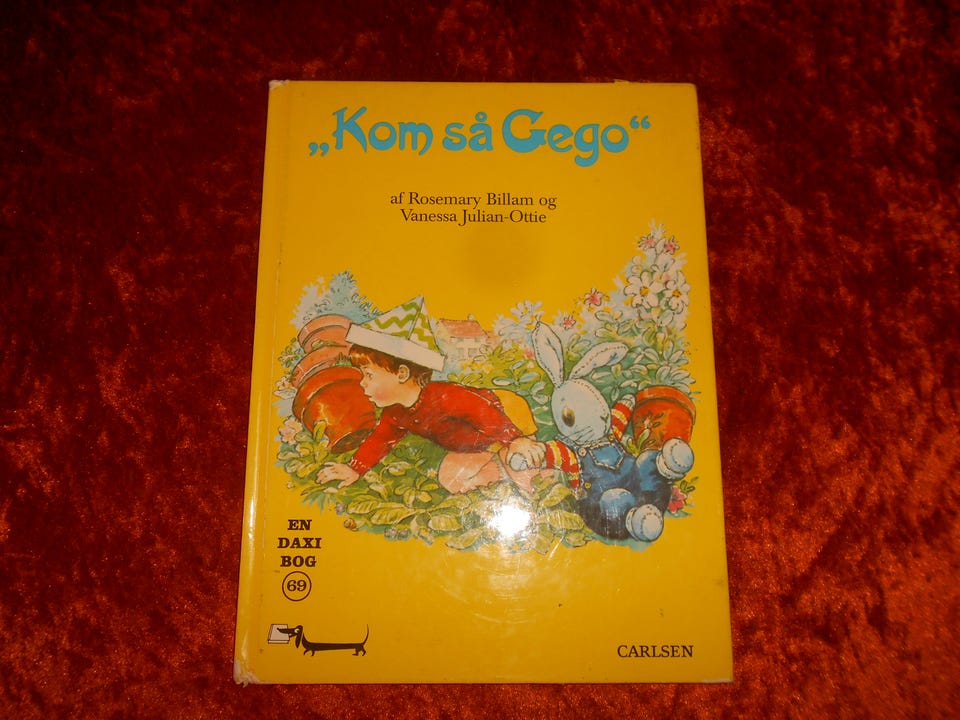 „Kom så Gego“
af Rosemary Billam og
Vanessa Julian-Ottie
EN
DAXI
BOG
69
CARLSEN